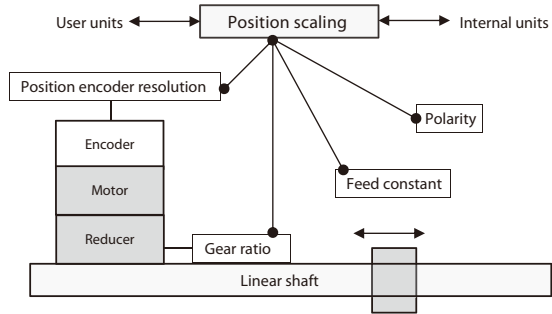 User units
Position scaling
Internal units
Position encoder resolution
Polarity
Encoder
Motor
Feed constant
Reducer
Gear ratio
Linear shaft